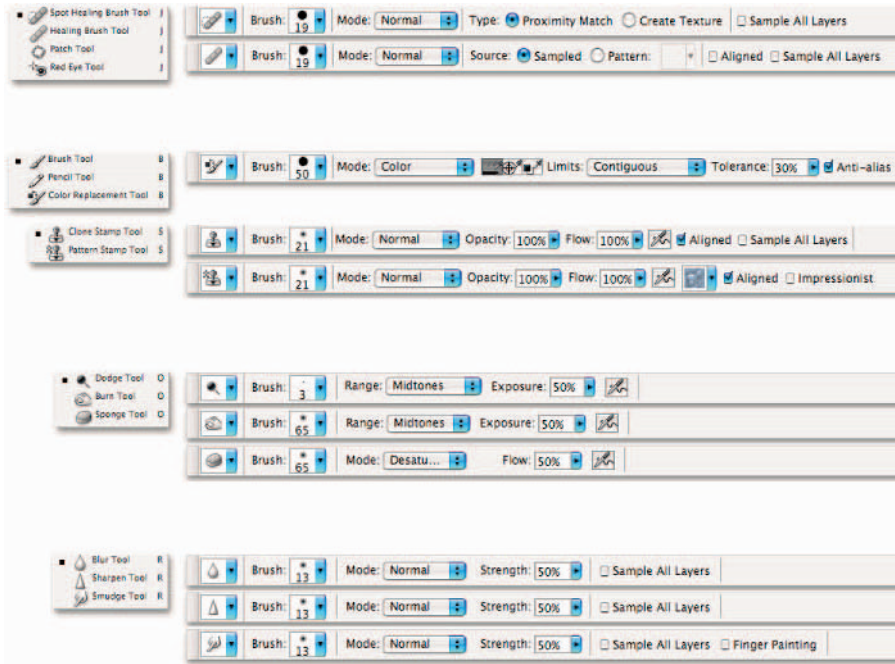 Spot Healing Brush Tool J
Healing Brush Tool J
Patch Tool J
Red Eye Tool J
Brush: 19 Mode: Normal Type: Proximity Match Create Texture Sample All Layers
Brush: 19 Mode: Normal Source: Sampled Pattern: Aligned Sample All Layers
Brush Tool B
Pencil Tool B
Color Replacement Tool B
Brush: 50 Mode: Color Limits: Contiguous Tolerance: 30% Anti-alias
Clone Stamp Tool S
Pattern Stamp Tool S
Brush: 21 Mode: Normal Opacity: 100% Flow: 100% Aligned Sample All Layers
Brush: 21 Mode: Normal Opacity: 100% Flow: 100% Aligned Impressionist
Dodge Tool O
Burn Tool O
Sponge Tool O
Brush: 3 Range: Midtones Exposure: 50%
Brush: 65 Range: Midtones Exposure: 50%
Brush: 65 Mode: Desatu... Flow: 50%
Blur Tool R
Sharpen Tool R
Smudge Tool R
Brush: 13 Mode: Normal Strength: 50% Sample All Layers
Brush: 13 Mode: Normal Strength: 50% Sample All Layers
Brush: 13 Mode: Normal Strength: 50% Sample All Layers Finger Painting